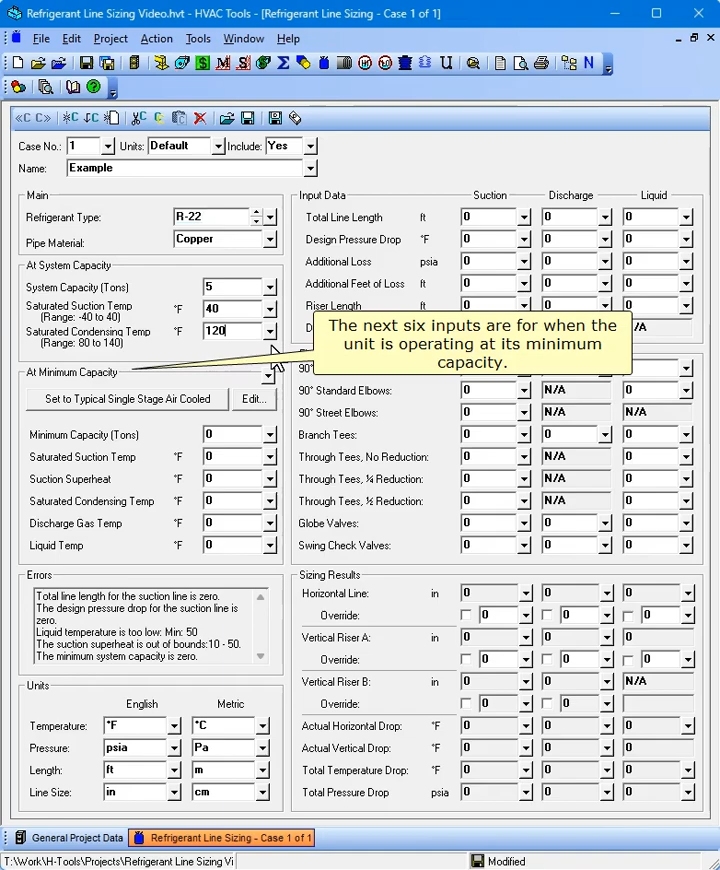 Refrigerant Line Sizing Video.hvt - HVAC Tools - [Refrigerant Line Sizing - Case 1 of 1]
File Edit Project Action Tools Window Help
Case No.: 1 Units: Default Include: Yes
Name: Example
Main
Refrigerant Type: R-22
Pipe Material: Copper
At System Capacity
System Capacity (Tons) 5
Saturated Suction Temp °F 40
(Range: -40 to 40)
Saturated Condensing Temp °F 120
(Range: 80 to 140)
At Minimum Capacity
Set to Typical Single Stage Air Cooled Edit...
Minimum Capacity (Tons) 0
Saturated Suction Temp °F 0
Suction Superheat °F 0
Saturated Condensing Temp °F 0
Discharge Gas Temp °F 0
Liquid Temp °F 0
Errors
Total line length for the suction line is zero.
The design pressure drop for the suction line is
zero.
Liquid temperature is too low: Min: 50
The suction superheat is out of bounds:10 - 50.
The minimum system capacity is zero.
Units
English Metric
Temperature: °F °C
Pressure: psia Pa
Length: ft m
Line Size: in cm
Input Data Suction Discharge Liquid
Total Line Length ft 0 0 0
Design Pressure Drop °F 0 0 0
Additional Loss psia 0 0 0
Additional Feet of Loss ft 0 0 0
Riser Length ft 0 0 0
The next six inputs are for when the
unit is operating at its minimum
capacity.
90° Standard Elbows: 0 N/A 0
90° Street Elbows: 0 N/A N/A
Branch Tees: 0 0 0
Through Tees, No Reduction: 0 N/A 0
Through Tees, ¼ Reduction: 0 N/A 0
Through Tees, ½ Reduction: 0 N/A 0
Globe Valves: 0 0 0
Swing Check Valves: 0 0 0
Sizing Results
Horizontal Line: in 0 0 0
Override: 0 0 0
Vertical Riser A: in 0 0 0
Override: 0 0 0
Vertical Riser B: in 0 0 N/A
Override: 0 0
Actual Horizontal Drop: °F 0 0 0
Actual Vertical Drop: °F 0 0 0
Total Temperature Drop: °F 0 0 0
Total Pressure Drop psia 0 0 0
General Project Data Refrigerant Line Sizing - Case 1 of 1
T:\Work\H-Tools\Projects\Refrigerant Line Sizing Vi Modified